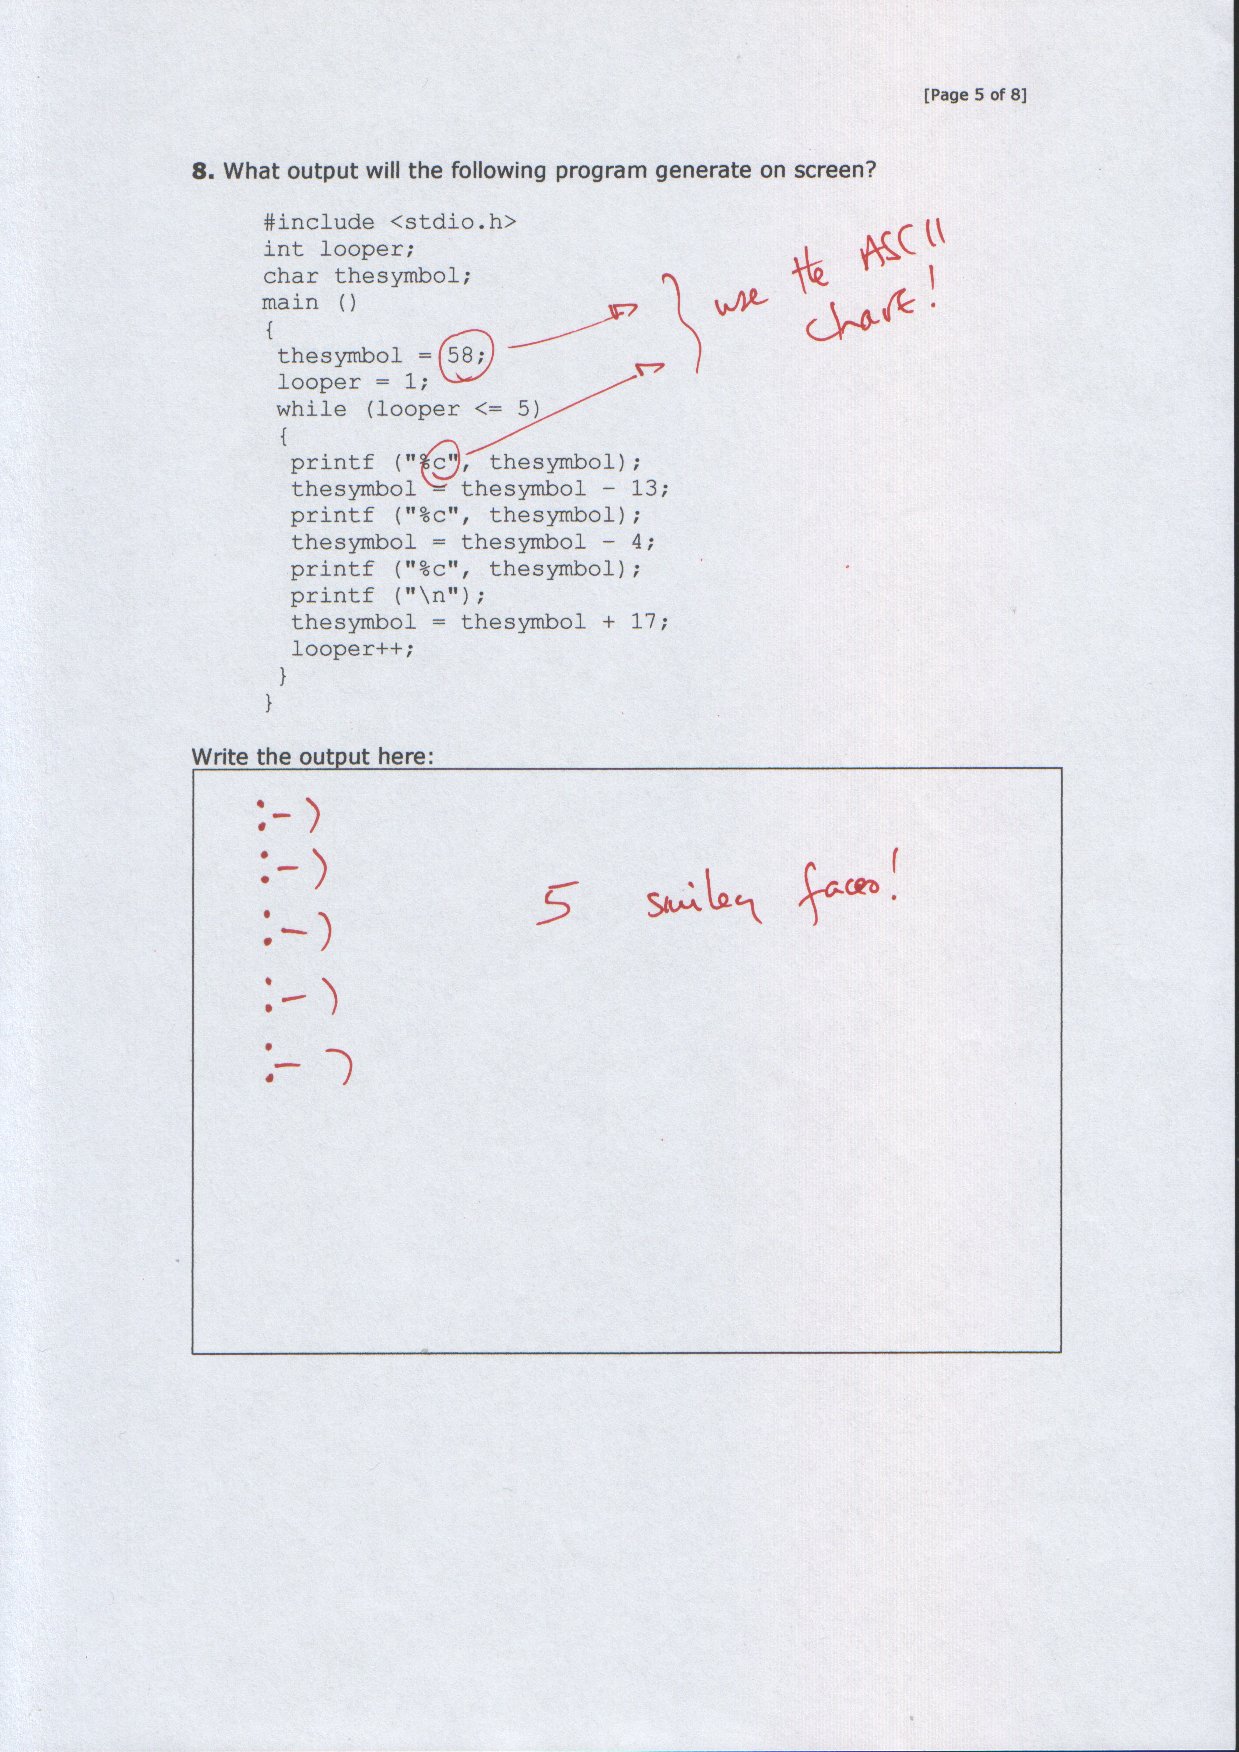 [Page 5 of 8]
8. What output will the following program generate on screen?
#include <stdio.h>
int looper;
char thesymbol;
main ()
{
thesymbol = 58;
looper = 1;
while (looper <= 5)
{
printf ("%c", thesymbol);
thesymbol = thesymbol - 13;
printf ("%c", thesymbol);
thesymbol = thesymbol - 4;
printf ("%c", thesymbol);
printf ("\n");
thesymbol = thesymbol + 17;
looper++;
}
}
use the ASCII
chart!
Write the output here:
:-)
:-)
:-)
:-)
:-)
5 smiley faces!